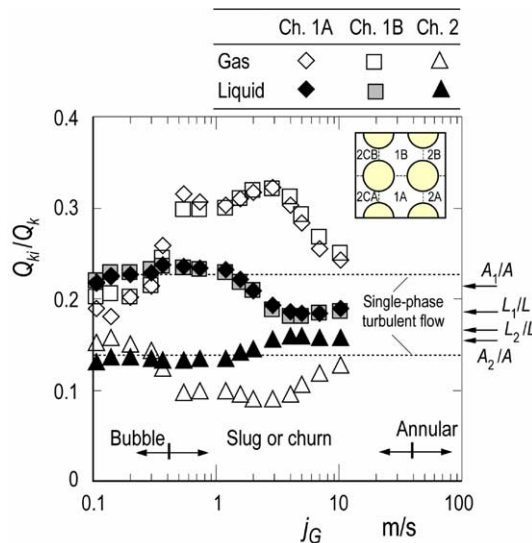 Ch. 1A Ch. 1B Ch. 2
Gas
Liquid
0.4
0.3
0.2
0.1
0
Q_ki/Q_k
2CB 1B 2B
2CA 1A 2A
A_1/A
L_1/L
L_2/L
A_2/A
Single-phase
turbulent flow
Bubble Slug or churn Annular
0.1 1 10 100
j_G m/s